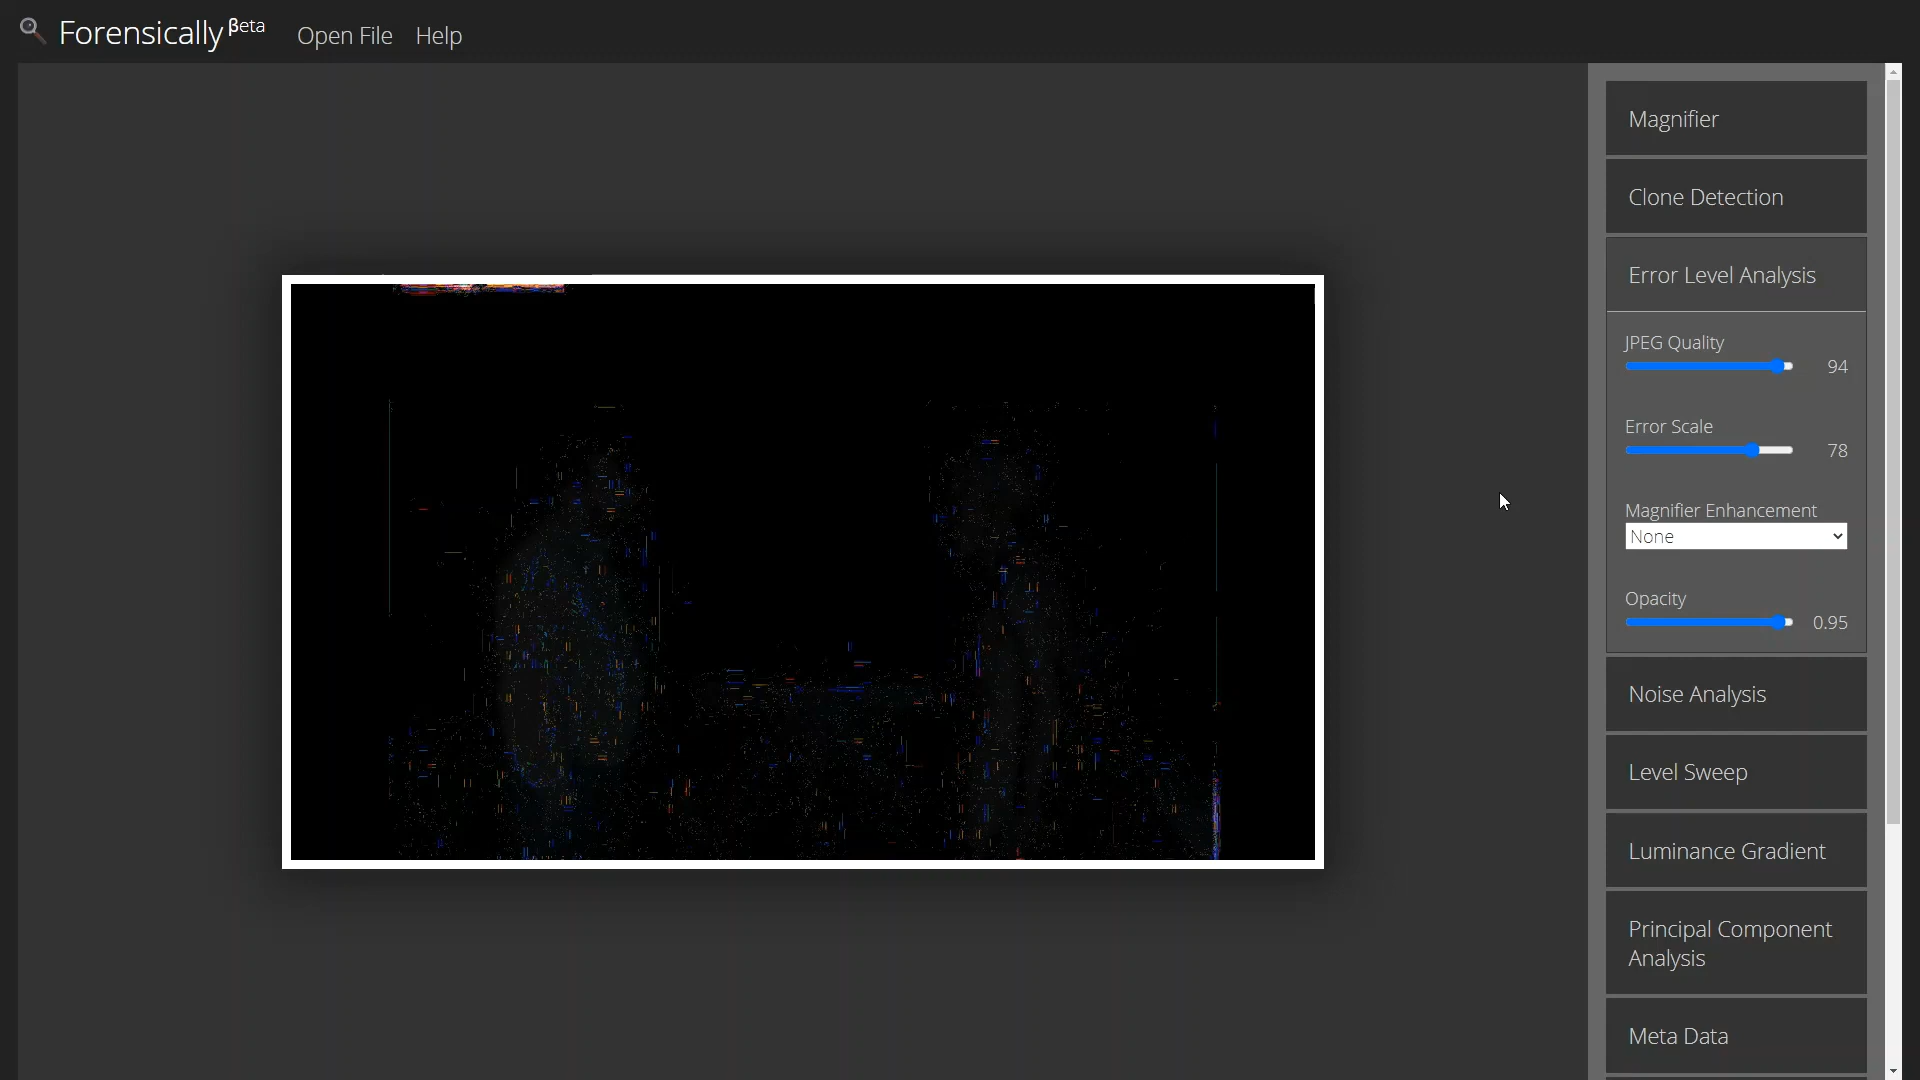 Forensically βeta Open File Help
Magnifier
Clone Detection
Error Level Analysis
JPEG Quality
94
Error Scale
78
Magnifier Enhancement
None
Opacity
0.95
Noise Analysis
Level Sweep
Luminance Gradient
Principal Component
Analysis
Meta Data